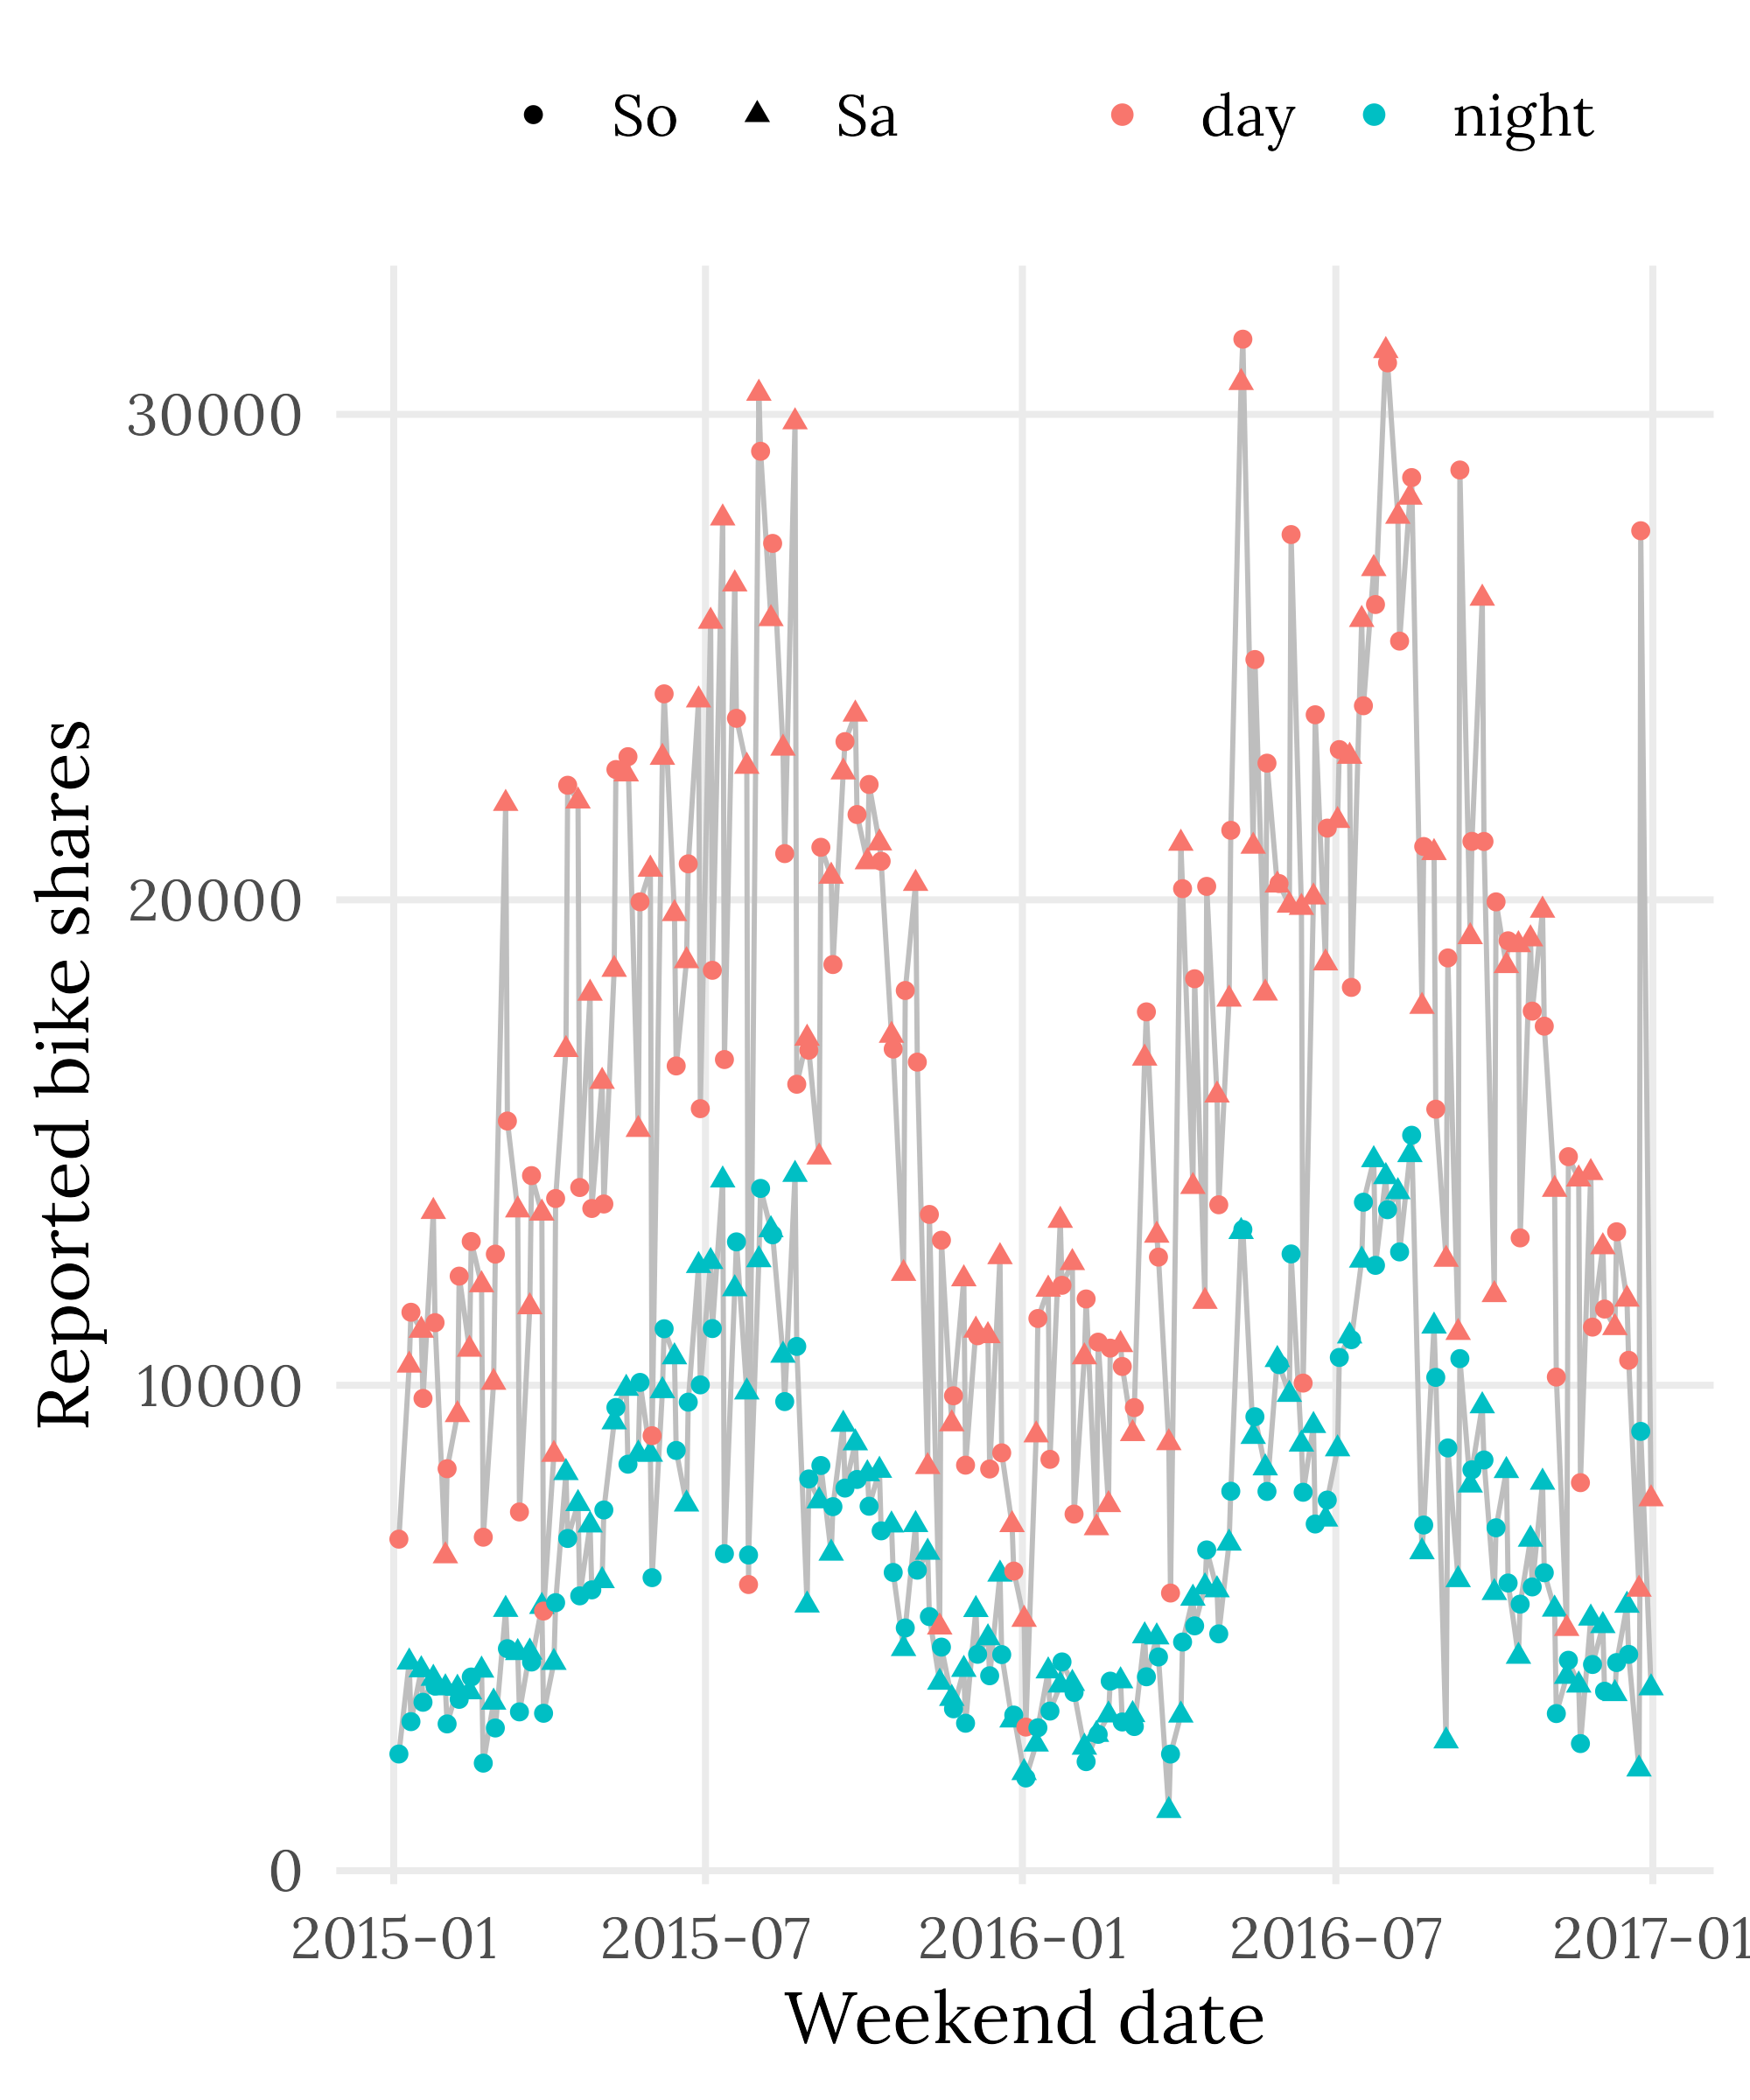 So Sa day night
Reported bike shares
30000
20000
10000
0
2015-01 2015-07 2016-01 2016-07 2017-01
Weekend date